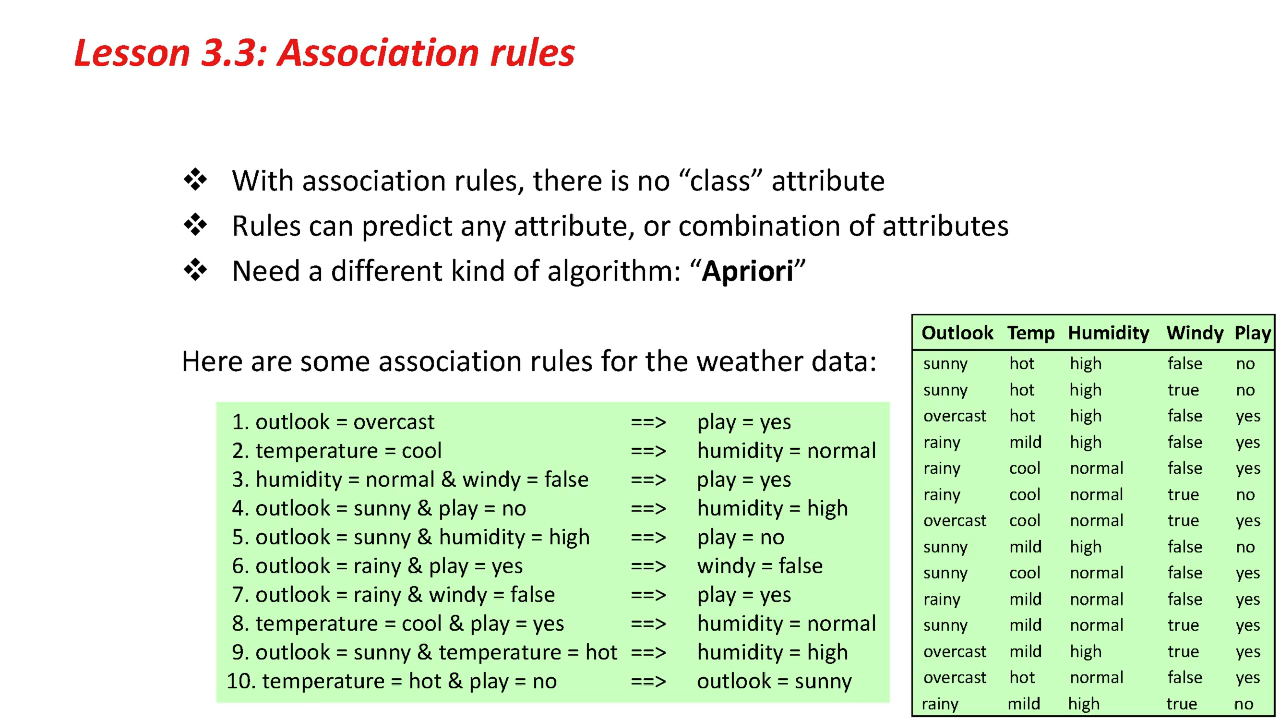 Lesson 3.3: Association rules
❖ With association rules, there is no “class” attribute
❖ Rules can predict any attribute, or combination of attributes
❖ Need a different kind of algorithm: “Apriori”
Here are some association rules for the weather data:
1. outlook = overcast ==> play = yes
2. temperature = cool ==> humidity = normal
3. humidity = normal & windy = false ==> play = yes
4. outlook = sunny & play = no ==> humidity = high
5. outlook = sunny & humidity = high ==> play = no
6. outlook = rainy & play = yes ==> windy = false
7. outlook = rainy & windy = false ==> play = yes
8. temperature = cool & play = yes ==> humidity = normal
9. outlook = sunny & temperature = hot ==> humidity = high
10. temperature = hot & play = no ==> outlook = sunny
Outlook Temp Humidity Windy Play
sunny hot high false no
sunny hot high true no
overcast hot high false yes
rainy mild high false yes
rainy cool normal false yes
rainy cool normal true no
overcast cool normal true yes
sunny mild high false no
sunny cool normal false yes
rainy mild normal false yes
sunny mild normal true yes
overcast mild high true yes
overcast hot normal false yes
rainy mild high true no